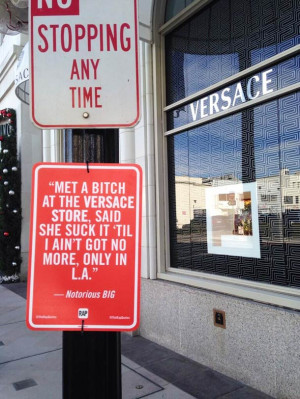 NO
STOPPING
ANY
TIME
VERSACE
"MET A BITCH
AT THE VERSACE
STORE, SAID
SHE SUCK IT 'TIL
I AIN'T GOT NO
MORE, ONLY IN
L.A."
— Notorious BIG
RAP